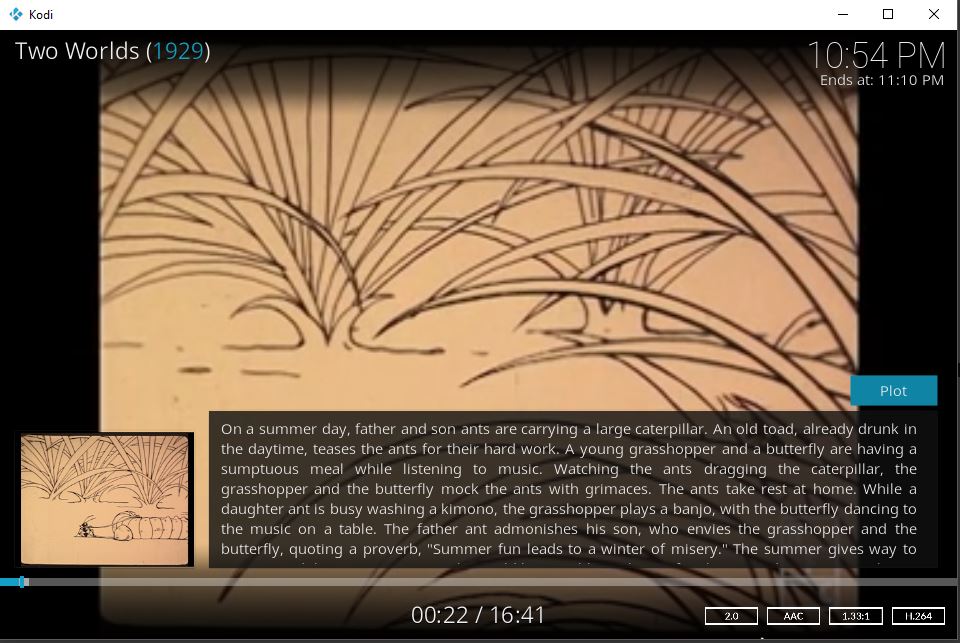 Kodi
Two Worlds (1929)
10:54 PM
Ends at: 11:10 PM
Plot
On a summer day, father and son ants are carrying a large caterpillar. An old toad, already drunk in
the daytime, teases the ants for their hard work. A young grasshopper and a butterfly are having a
sumptuous meal while listening to music. Watching the ants dragging the caterpillar, the
grasshopper and the butterfly mock the ants with grimaces. The ants take rest at home. While a
daughter ant is busy washing a kimono, the grasshopper plays a banjo, with the butterfly dancing to
the music on a table. The father ant admonishes his son, who envies the grasshopper and the
butterfly, quoting a proverb, "Summer fun leads to a winter of misery." The summer gives way to
00:22 / 16:41
2.0
AAC
1.33:1
H.264